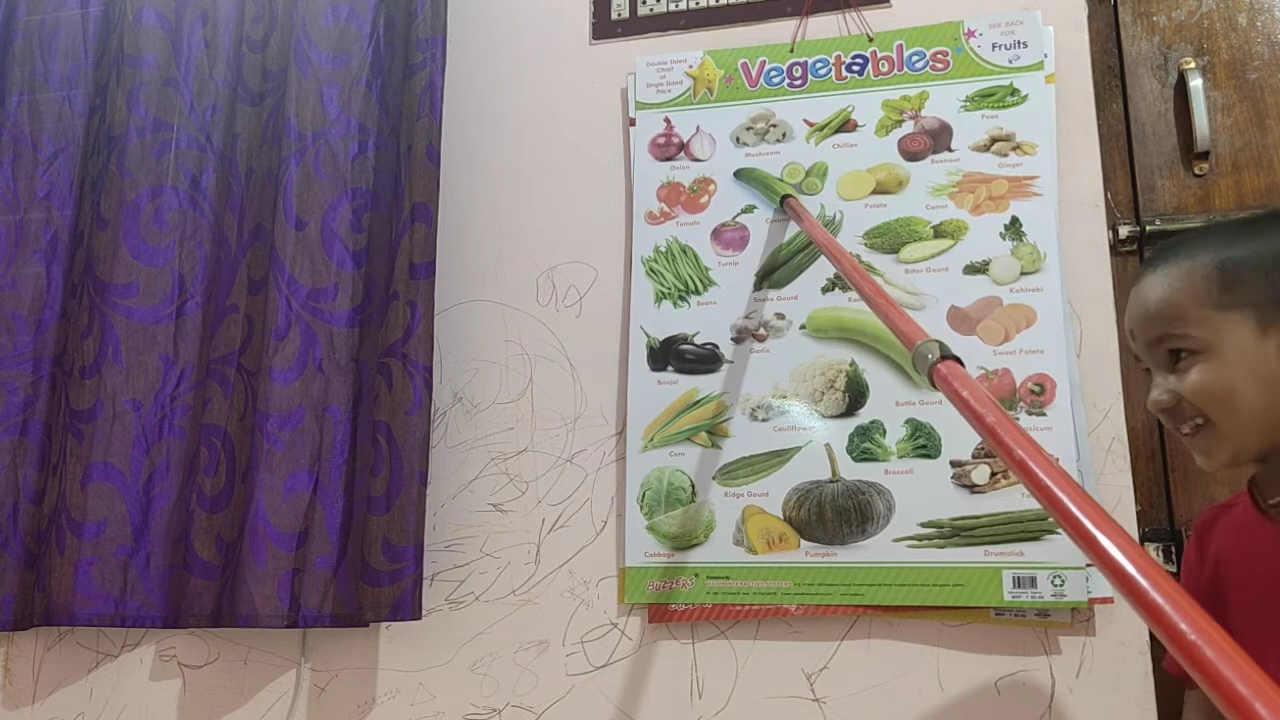 Double Sided
Chart
at
Single Sided
Price
Vegetables
SEE BACK
FOR
Fruits
Onion
Mushroom
Chillies
Beetroot
Peas
Ginger
Tomato
Turnip
Potato
Carrot
Beans
Snake Gourd
Bitter Gourd
Kohlrabi
Brinjal
Garlic
Bottle Gourd
Sweet Potato
Corn
Broccoli
Cabbage
Ridge Gourd
Pumpkin
Drumstick
BUZZERS
88